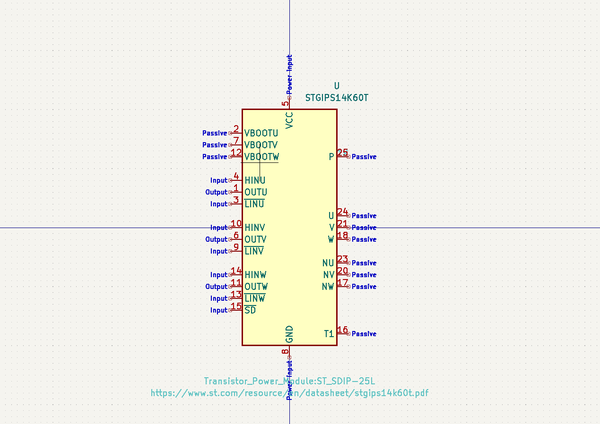 Power Input
5
VCC
U
STGIPS14K60T
Passive 2 VBOOTU
Passive 7 VBOOTV
Passive 12 VBOOTW
P 25 Passive
Input 4 HINU
Output 1 OUTU
Input 3 LINU
U 24 Passive
Input 10 HINV V 21 Passive
Output 6 OUTV W 18 Passive
Input 9 LINV
NU 23 Passive
Input 14 HINW NV 20 Passive
Output 11 OUTW NW 17 Passive
Input 13 LINW
Input 15 SD
T1 16 Passive
GND
8
Power Input
Transistor_Power_Module:ST_SDIP-25L
https://www.st.com/resource/en/datasheet/stgips14k60t.pdf